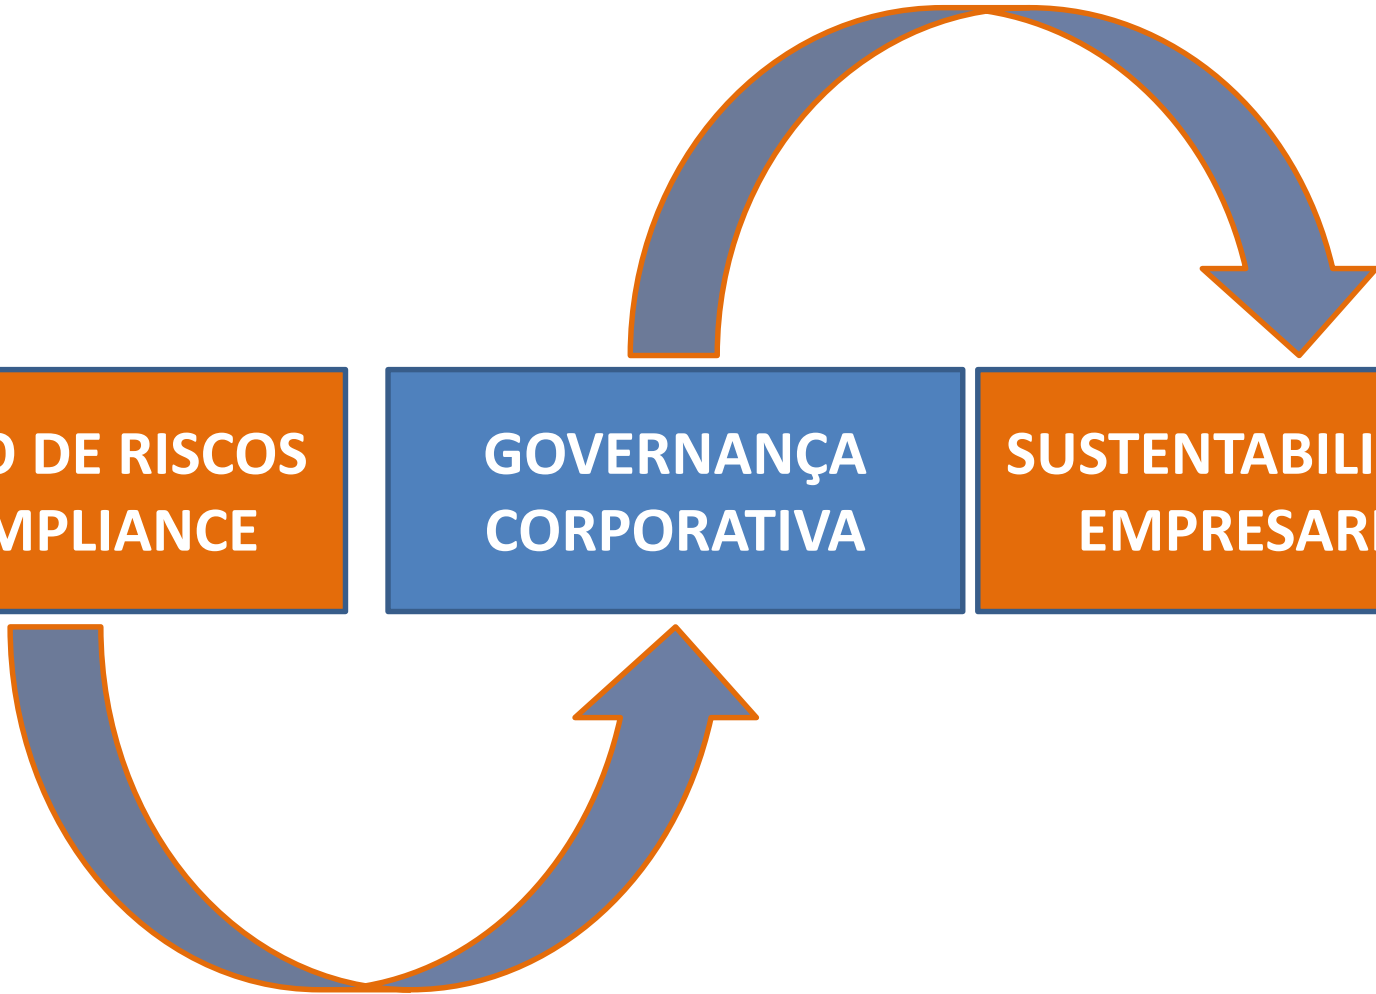 O DE RISCOS
MPLIANCE
GOVERNANÇA
CORPORATIVA
SUSTENTABILI
EMPRESARI